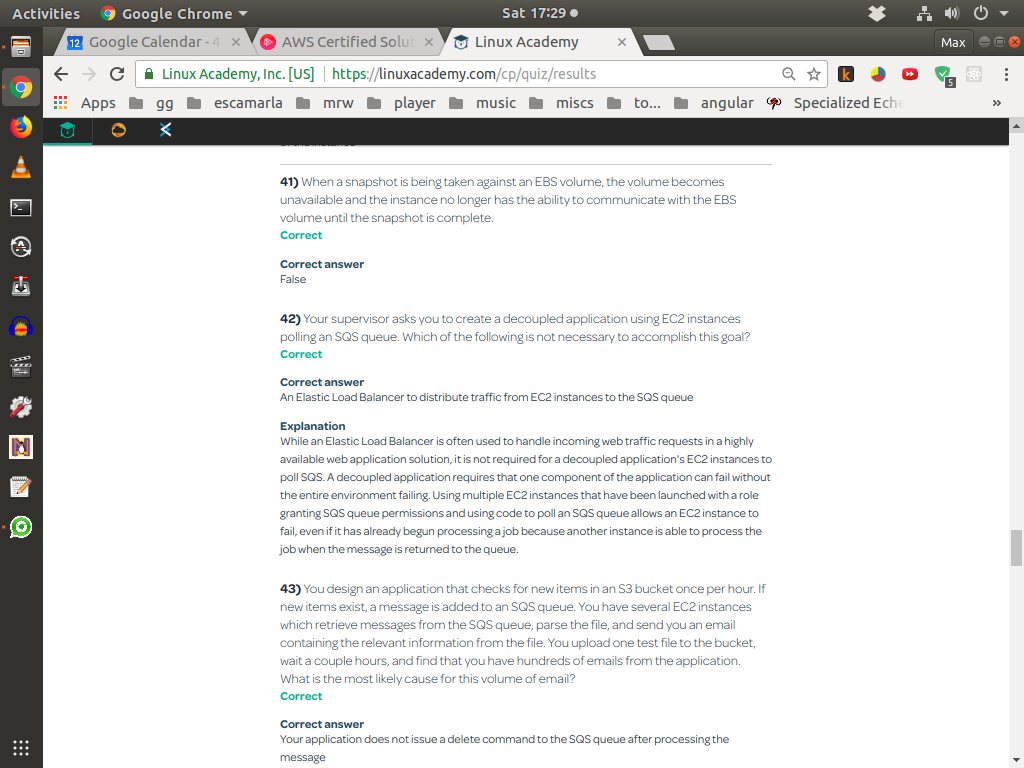 Activities Google Chrome Sat 17:29
Google Calendar - 4 AWS Certified Solut Linux Academy Max
Linux Academy, Inc. [US] https://linuxacademy.com/cp/quiz/results
5
Apps gg escamarla mrw player music miscs to... angular Specialized Eche »
of the instance
41) When a snapshot is being taken against an EBS volume, the volume becomes
unavailable and the instance no longer has the ability to communicate with the EBS
volume until the snapshot is complete.
Correct
Correct answer
False
42) Your supervisor asks you to create a decoupled application using EC2 instances
polling an SQS queue. Which of the following is not necessary to accomplish this goal?
Correct
Correct answer
An Elastic Load Balancer to distribute traffic from EC2 instances to the SQS queue
Explanation
While an Elastic Load Balancer is often used to handle incoming web traffic requests in a highly
available web application solution, it is not required for a decoupled application's EC2 instances to
poll SQS. A decoupled application requires that one component of the application can fail without
the entire environment failing. Using multiple EC2 instances that have been launched with a role
granting SQS queue permissions and using code to poll an SQS queue allows an EC2 instance to
fail, even if it has already begun processing a job because another instance is able to process the
job when the message is returned to the queue.
43) You design an application that checks for new items in an S3 bucket once per hour. If
new items exist, a message is added to an SQS queue. You have several EC2 instances
which retrieve messages from the SQS queue, parse the file, and send you an email
containing the relevant information from the file. You upload one test file to the bucket,
wait a couple hours, and find that you have hundreds of emails from the application.
What is the most likely cause for this volume of email?
Correct
Correct answer
Your application does not issue a delete command to the SQS queue after processing the
message